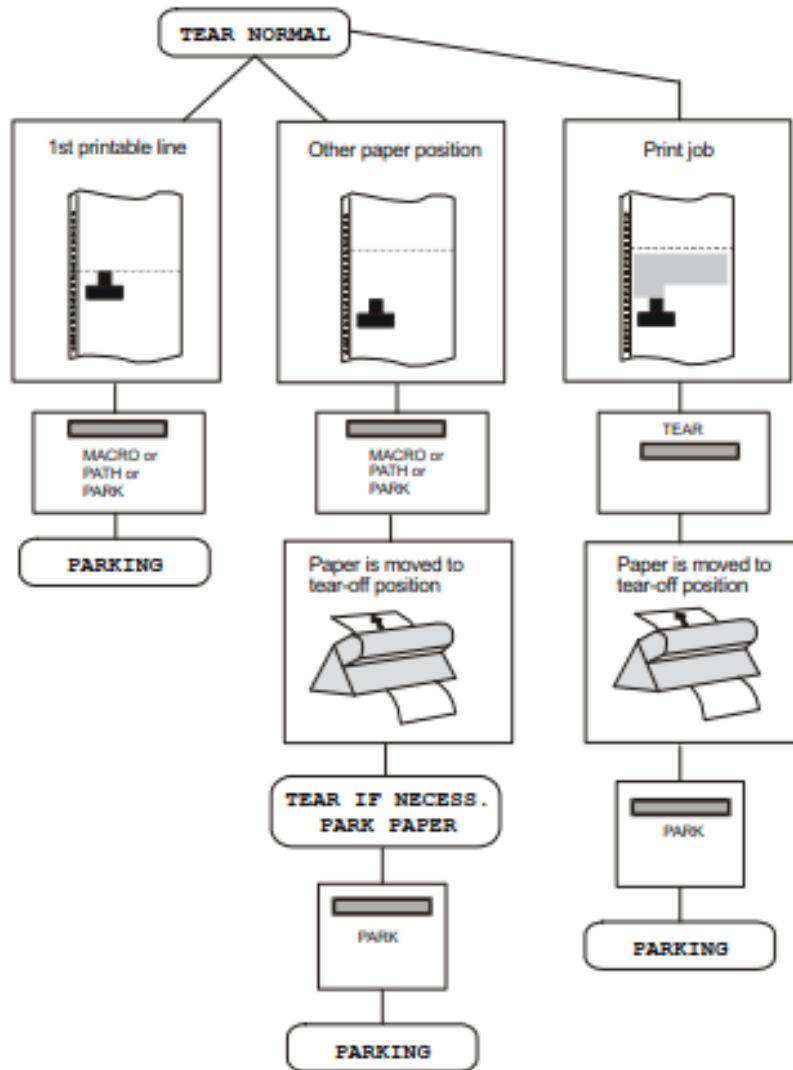 TEAR NORMAL
1st printable line
MACRO or
PATH or
PARK
PARKING
Other paper position
MACRO or
PATH or
PARK
Paper is moved to
tear-off position
TEAR IF NECESS.
PARK PAPER
PARK
PARKING
Print job
TEAR
Paper is moved to
tear-off position
PARK
PARKING